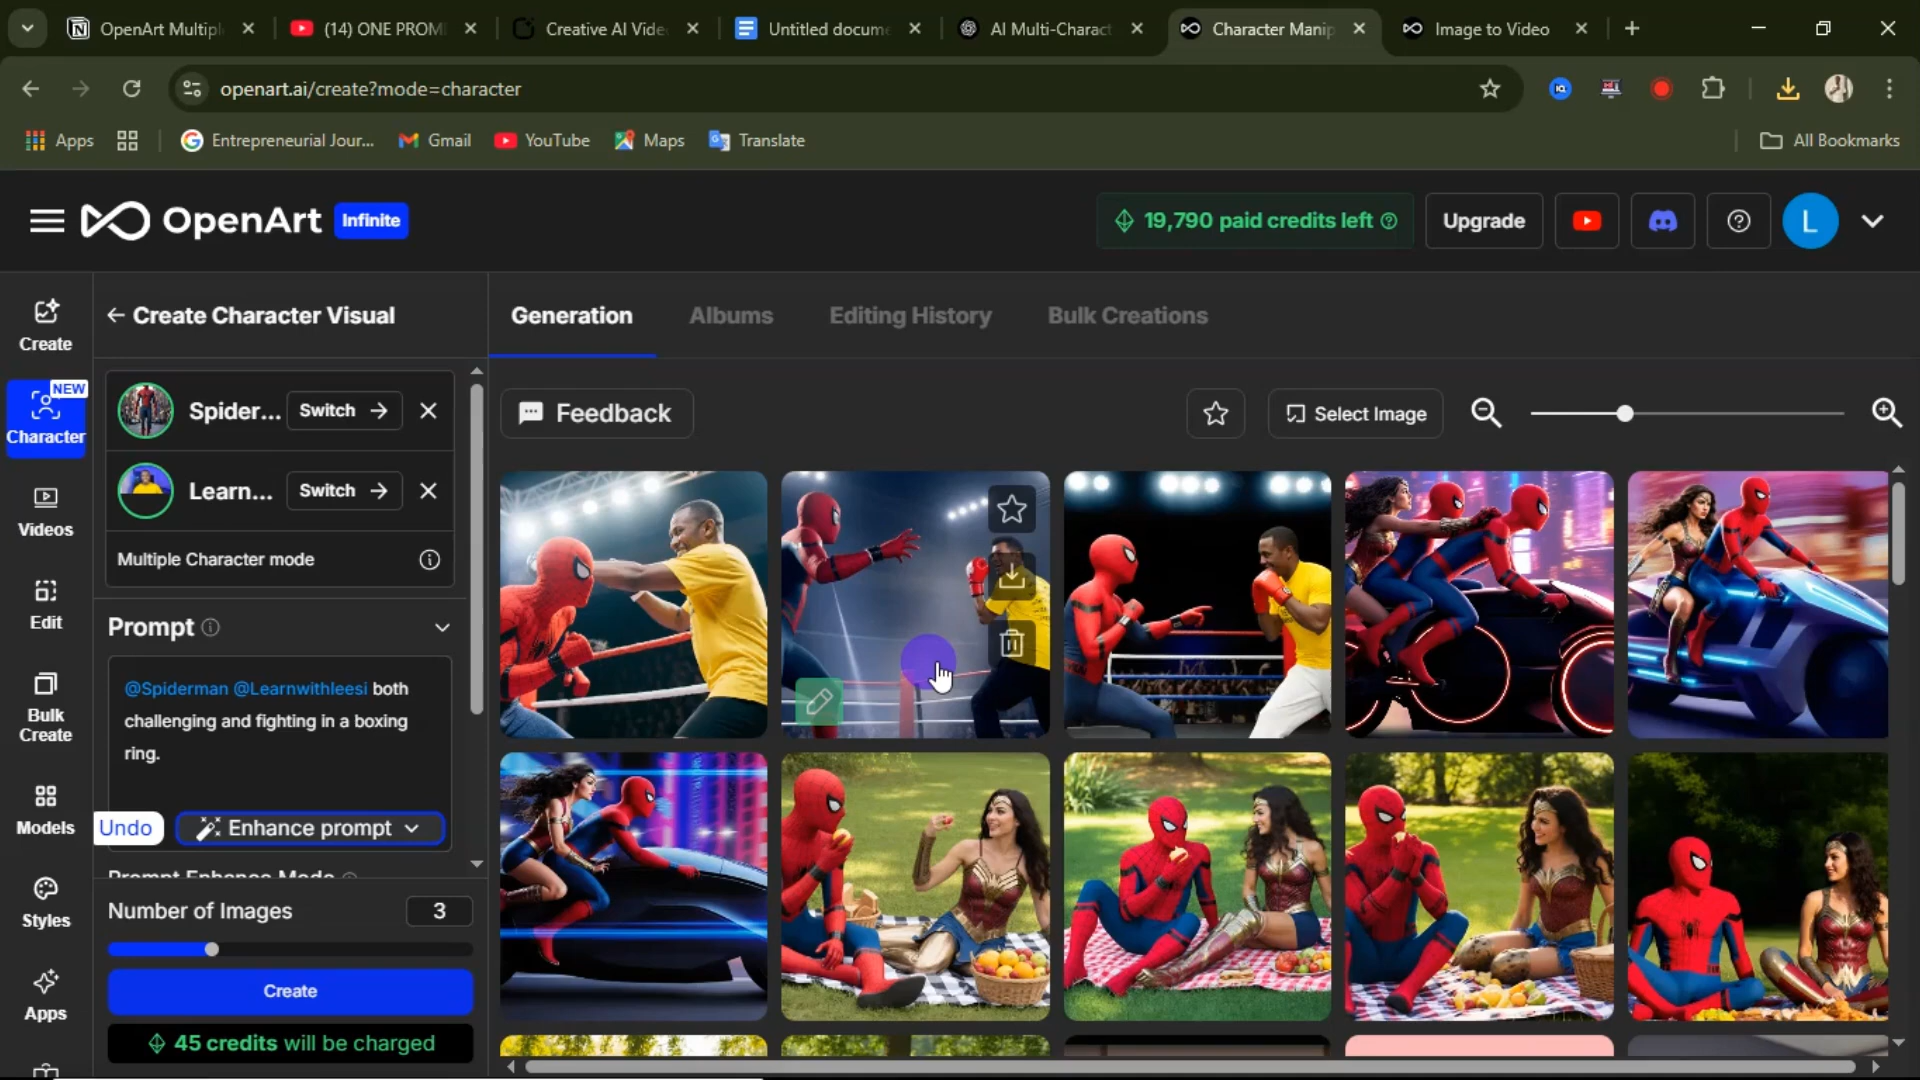 OpenArt Multipl
(14) ONE PROM
Creative AI Vide
Untitled docume
AI Multi-Charact
Character Manip
Image to Video
openart.ai/create?mode=character
Apps
Entrepreneurial Jour...
Gmail
YouTube
Maps
Translate
All Bookmarks
OpenArt
Infinite
19,790 paid credits left
Upgrade
L
Create
NEW
Character
Videos
Edit
Bulk
Create
Models
Styles
Apps
Create Character Visual
Spider...
Switch →
Learn...
Switch →
Multiple Character mode
Prompt
@Spiderman @Learnwithleesi both
challenging and fighting in a boxing
ring.
Undo
Enhance prompt
Prompt Enhance Mode
Number of Images
3
Create
45 credits will be charged
Generation
Albums
Editing History
Bulk Creations
Feedback
Select Image